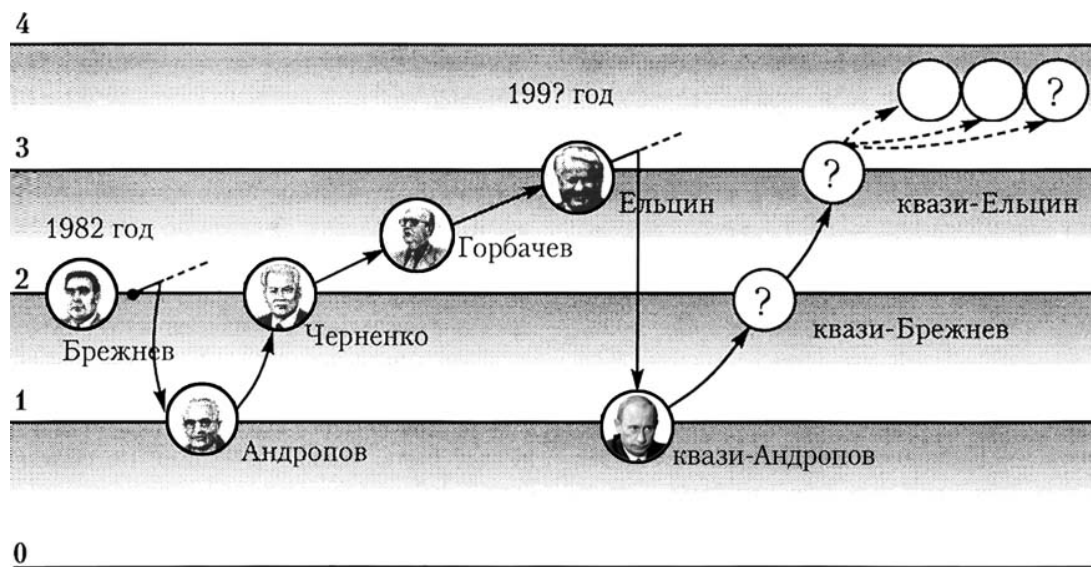 4
199? год
?
3
?
Ельцин
квази-Ельцин
1982 год
Горбачев
2
?
Брежнев
Черненко
квази-Брежнев
1
Андропов
квази-Андропов
0